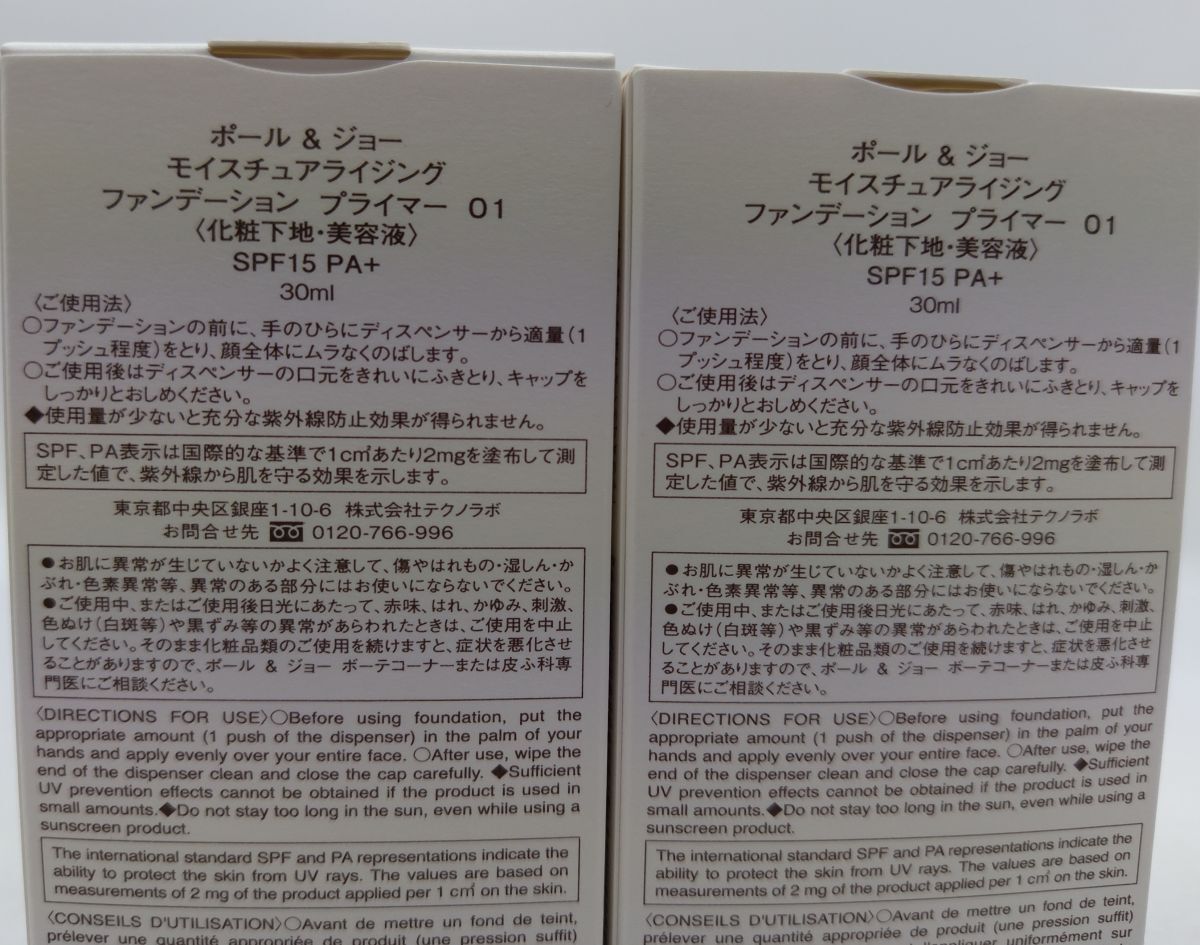 ポール & ジョー
モイスチュアライジング
ファンデーション プライマー 01
〈化粧下地・美容液〉
SPF15 PA+
30ml
〈ご使用法〉
○ファンデーションの前に、手のひらにディスペンサーから適量(1
プッシュ程度)をとり、顔全体にムラなくのばします。
○ご使用後はディスペンサーの口元をきれいにふきとり、キャップを
しっかりとおしめください。
◆使用量が少ないと充分な紫外線防止効果が得られません。
SPF、PA表示は国際的な基準で1c㎡あたり2mgを塗布して測
定した値で、紫外線から肌を守る効果を示します。
東京都中央区銀座1-10-6 株式会社テクノラボ
お問合せ先 0120-766-996
●お肌に異常が生じていないかよく注意して、傷やはれもの・湿しん・か
ぶれ・色素異常等、異常のある部分にはお使いにならないでください。
●ご使用中、またはご使用後日光にあたって、赤味、はれ、かゆみ、刺激、
色ぬけ(白斑等)や黒ずみ等の異常があらわれたときは、ご使用を中止
してください。そのまま化粧品類のご使用を続けますと、症状を悪化させ
ることがありますので、ポール & ジョー ボーテコーナーまたは皮ふ科専
門医にご相談ください。
〈DIRECTIONS FOR USE〉○Before using foundation, put the
appropriate amount (1 push of the dispenser) in the palm of your
hands and apply evenly over your entire face. ○After use, wipe the
end of the dispenser clean and close the cap carefully. ◆Sufficient
UV prevention effects cannot be obtained if the product is used in
small amounts.◆Do not stay too long in the sun, even while using a
sunscreen product.
The international standard SPF and PA representations indicate the
ability to protect the skin from UV rays. The values are based on
measurements of 2 mg of the product applied per 1 c㎡ on the skin.
〈CONSEILS D'UTILISATION〉○Avant de mettre un fond de teint,
prélever une quantité appropriée de produit (une pression suffit)
ポール & ジョー
モイスチュアライジング
ファンデーション プライマー 01
〈化粧下地・美容液〉
SPF15 PA+
30ml
〈ご使用法〉
○ファンデーションの前に、手のひらにディスペンサーから適量(1
プッシュ程度)をとり、顔全体にムラなくのばします。
○ご使用後はディスペンサーの口元をきれいにふきとり、キャップを
しっかりとおしめください。
◆使用量が少ないと充分な紫外線防止効果が得られません。
SPF、PA表示は国際的な基準で1c㎡あたり2mgを塗布して測
定した値で、紫外線から肌を守る効果を示します。
東京都中央区銀座1-10-6 株式会社テクノラボ
お問合せ先 0120-766-996
●お肌に異常が生じていないかよく注意して、傷やはれもの・湿しん・か
ぶれ・色素異常等、異常のある部分にはお使いにならないでください。
●ご使用中、またはご使用後日光にあたって、赤味、はれ、かゆみ、刺激、
色ぬけ(白斑等)や黒ずみ等の異常があらわれたときは、ご使用を中止
してください。そのまま化粧品類のご使用を続けますと、症状を悪化させ
ることがありますので、ポール & ジョー ボーテコーナーまたは皮ふ科専
門医にご相談ください。
〈DIRECTIONS FOR USE〉○Before using foundation, put the
appropriate amount (1 push of the dispenser) in the palm of your
hands and apply evenly over your entire face. ○After use, wipe the
end of the dispenser clean and close the cap carefully. ◆Sufficient
UV prevention effects cannot be obtained if the product is used in
small amounts.◆Do not stay too long in the sun, even while using a
sunscreen product.
The international standard SPF and PA representations indicate the
ability to protect the skin from UV rays. The values are based on
measurements of 2 mg of the product applied per 1 c㎡ on the skin.
〈CONSEILS D'UTILISATION〉○Avant de mettre un fond de teint,
prélever une quantité appropriée de produit (une pression suffit)
l'appliquer uniformément sur